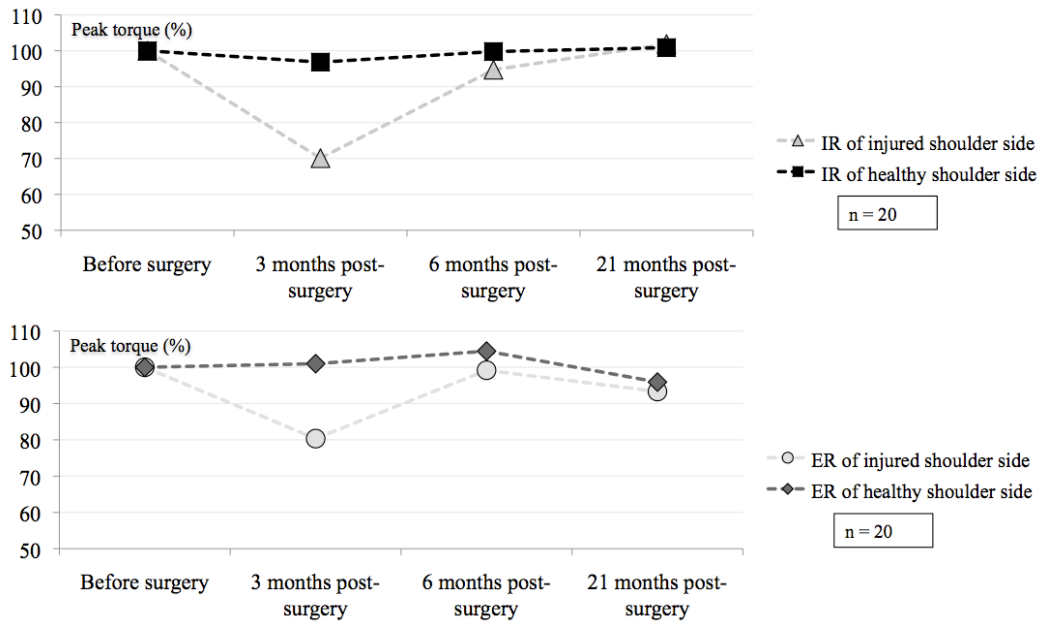 110
Peak torque (%)
100
90
80
70
60
50
Before surgery
3 months post-
surgery
6 months post-
surgery
21 months post-
surgery
IR of injured shoulder side
IR of healthy shoulder side
n = 20
110
Peak torque (%)
100
90
80
70
60
50
Before surgery
3 months post-
surgery
6 months post-
surgery
21 months post-
surgery
ER of injured shoulder side
ER of healthy shoulder side
n = 20